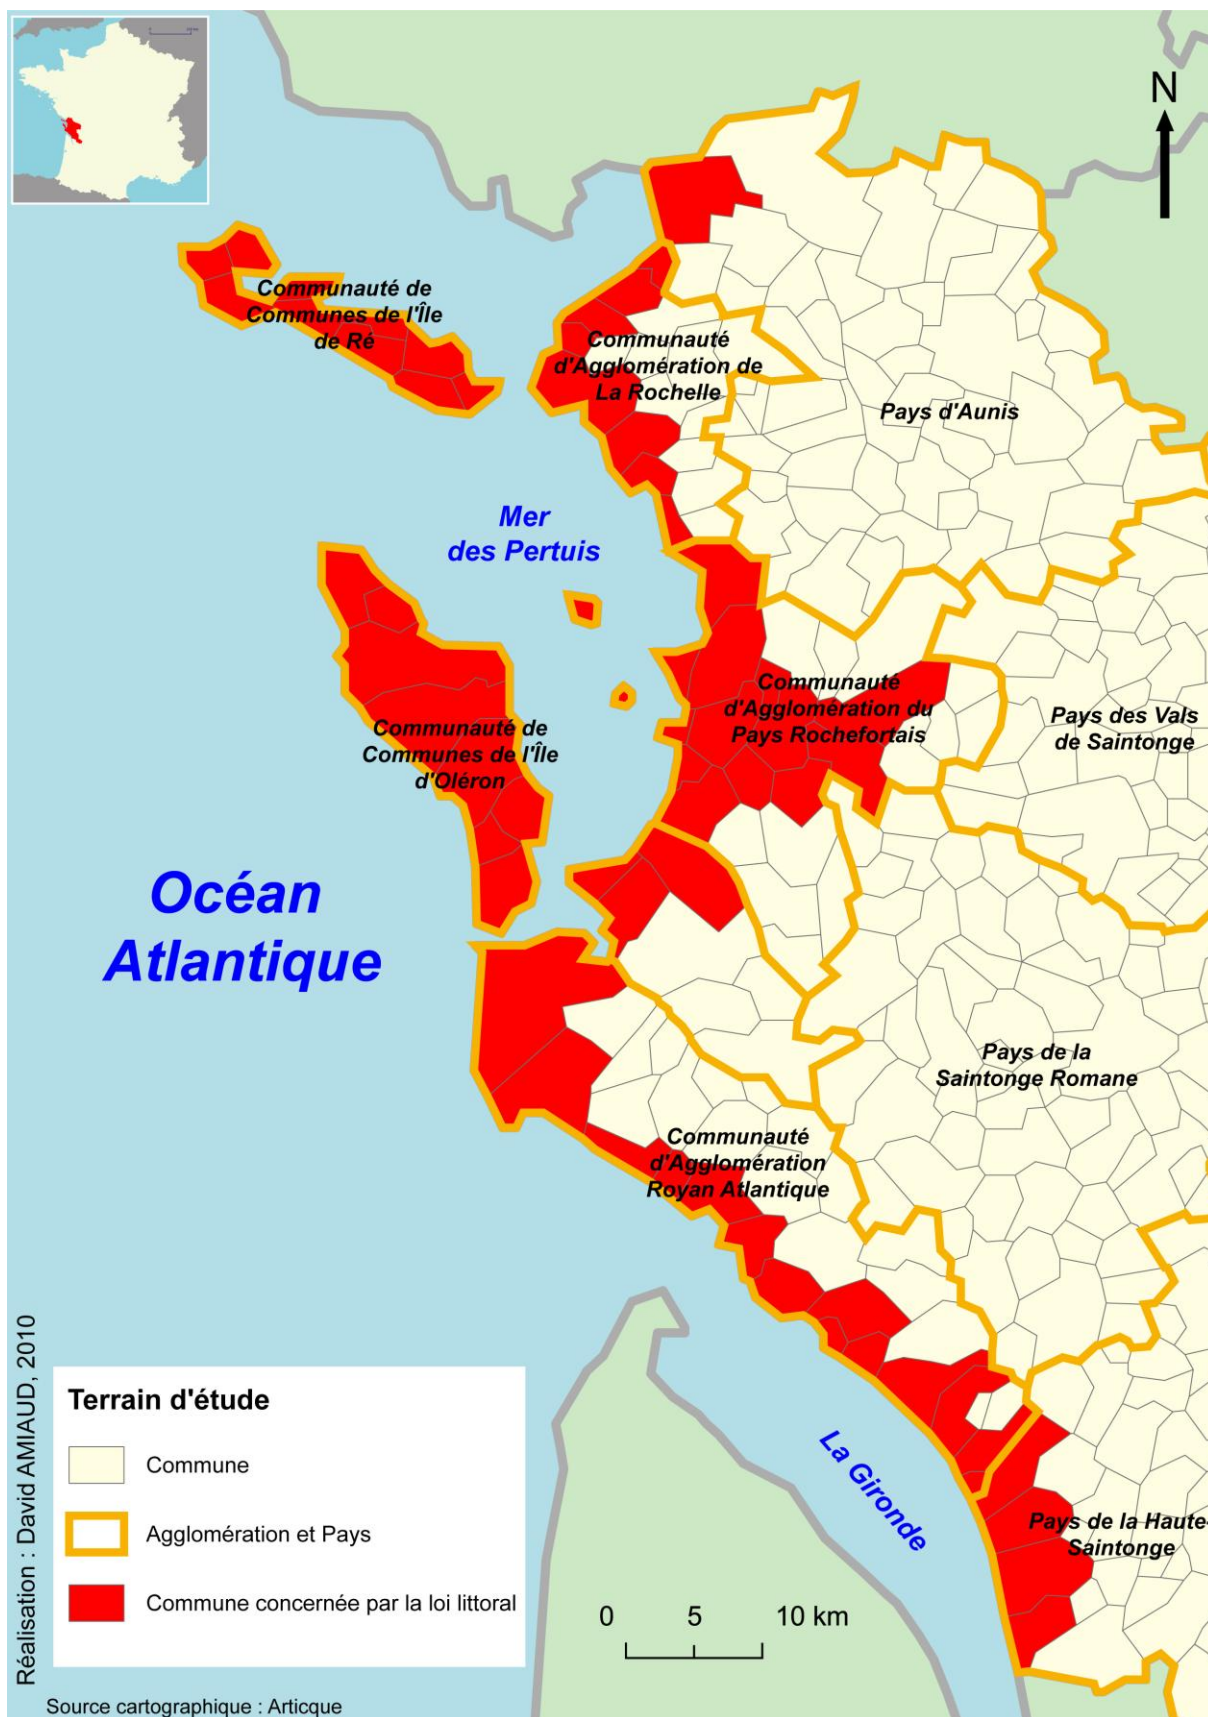 N
Communauté de
Communes de l'Île
de Ré
Communauté
d'Agglomération de
La Rochelle
Pays d'Aunis
Mer
des Pertuis
Communauté
d'Agglomération du
Pays Rochefortais
Pays des Vals
de Saintonge
Communauté de
Communes de l'Île
d'Oléron
Océan
Atlantique
Pays de la
Saintonge Romane
Communauté
d'Agglomération
Royan Atlantique
La Gironde
Pays de la Haute-
Saintonge
Terrain d'étude
Commune
Agglomération et Pays
Commune concernée par la loi littoral
0 5 10 km
Réalisation : David AMIAUD, 2010
Source cartographique : Articque